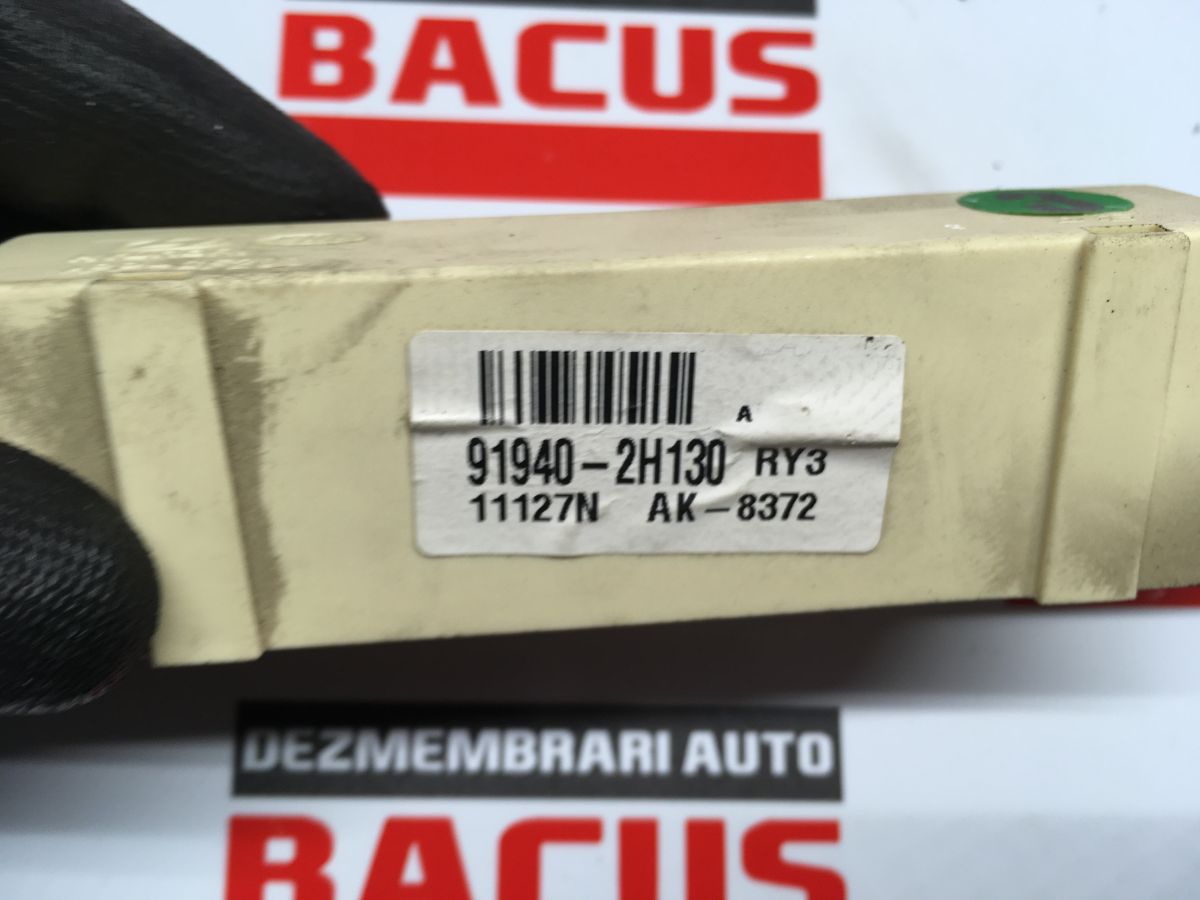 BACUS
A
91940-2H130 RY3
11127N AK-8372
DEZMEMBRARI AUTO
BACUS